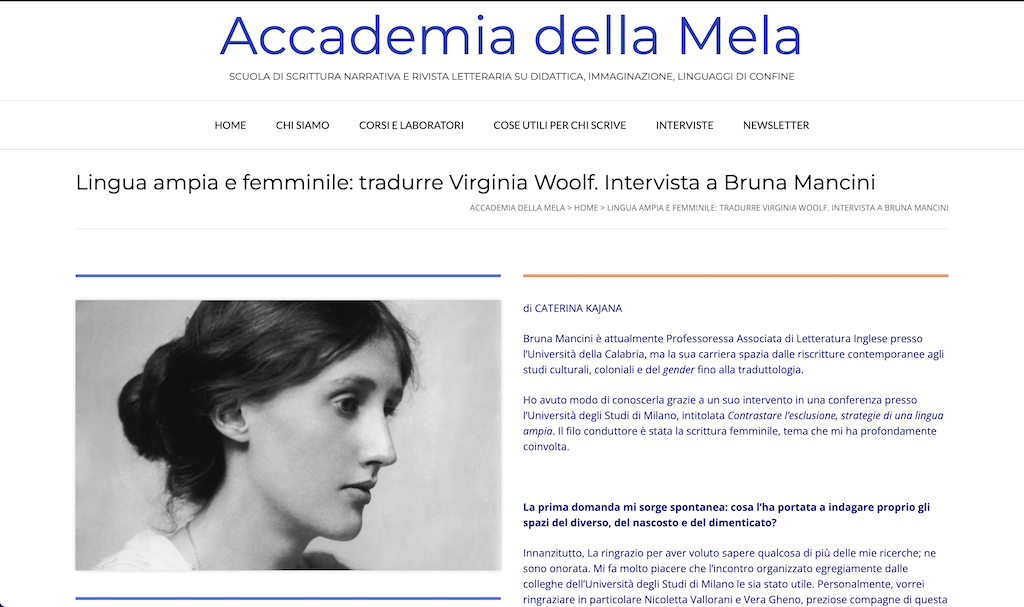 Accademia della Mela
SCUOLA DI SCRITTURA NARRATIVA E RIVISTA LETTERARIA SU DIDATTICA, IMMAGINAZIONE, LINGUAGGI DI CONFINE
HOME CHI SIAMO CORSI E LABORATORI COSE UTILI PER CHI SCRIVE INTERVISTE NEWSLETTER
Lingua ampia e femminile: tradurre Virginia Woolf. Intervista a Bruna Mancini
ACCADEMIA DELLA MELA > HOME > LINGUA AMPIA E FEMMINILE: TRADURRE VIRGINIA WOOLF. INTERVISTA A BRUNA MANCINI
di CATERINA KAJANA
Bruna Mancini è attualmente Professoressa Associata di Letteratura Inglese presso
l’Università della Calabria, ma la sua carriera spazia dalle riscritture contemporanee agli
studi culturali, coloniali e del gender fino alla traduttologia.
Ho avuto modo di conoscerla grazie a un suo intervento in una conferenza presso
l’Università degli Studi di Milano, intitolata Contrastare l’esclusione, strategie di una lingua
ampia. Il filo conduttore è stata la scrittura femminile, tema che mi ha profondamente
coinvolta.
La prima domanda mi sorge spontanea: cosa l’ha portata a indagare proprio gli
spazi del diverso, del nascosto e del dimenticato?
Innanzitutto, La ringrazio per aver voluto sapere qualcosa di più delle mie ricerche; ne
sono onorata. Mi fa molto piacere che l’incontro organizzato egregiamente dalle
colleghe dell’Università degli Studi di Milano le sia stato utile. Personalmente, vorrei
ringraziare in particolare Nicoletta Vallorani e Vera Gheno, preziose compagne di questa